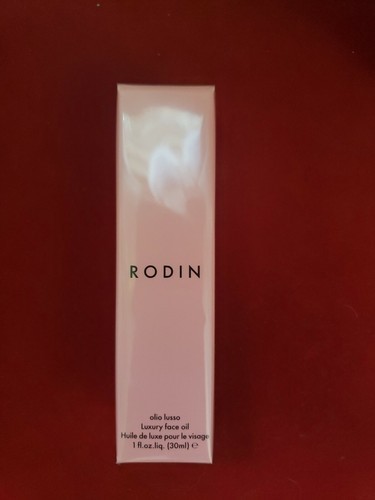 RODIN
olio lusso
Luxury face oil
Huile de luxe pour le visage
1 fl.oz.liq. (30ml) ℮